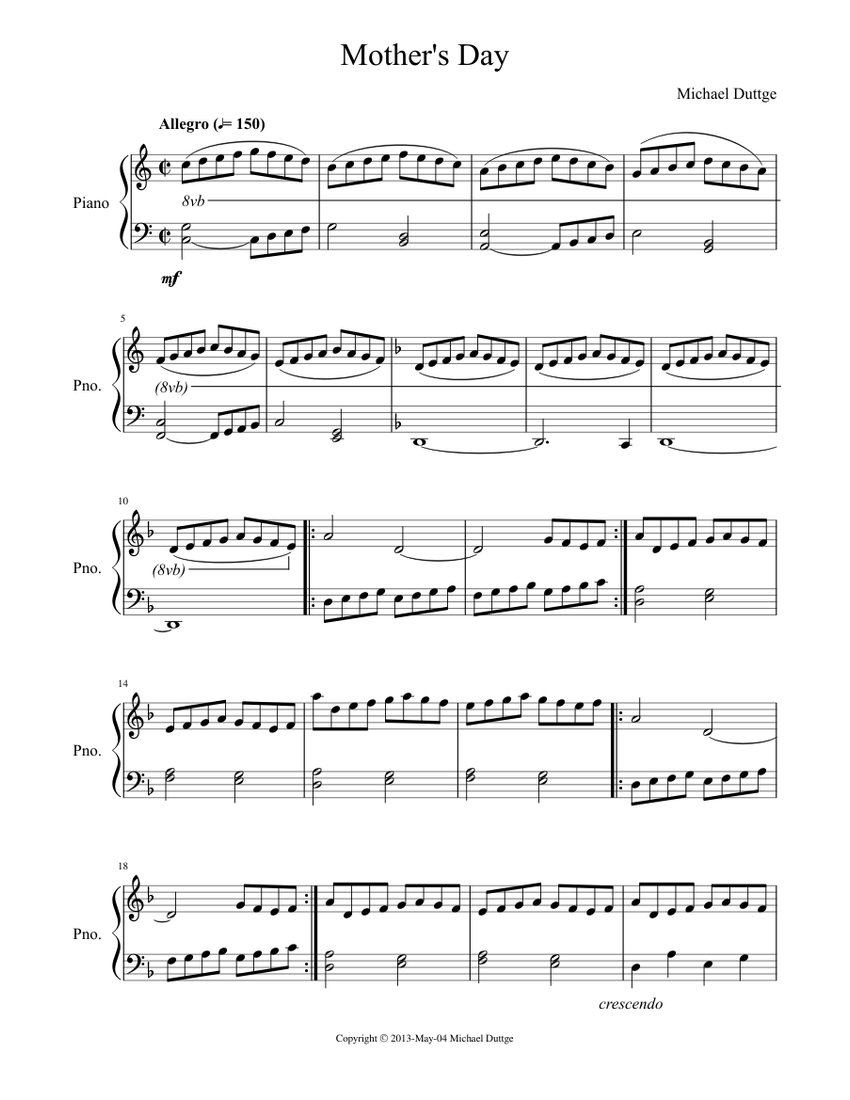 Mother's Day
Michael Duttge
Allegro (♩= 150)
Piano
8vb
mf
5
Pno.
(8vb)
10
Pno.
(8vb)
14
Pno.
18
Pno.
crescendo
Copyright © 2013-May-04 Michael Duttge